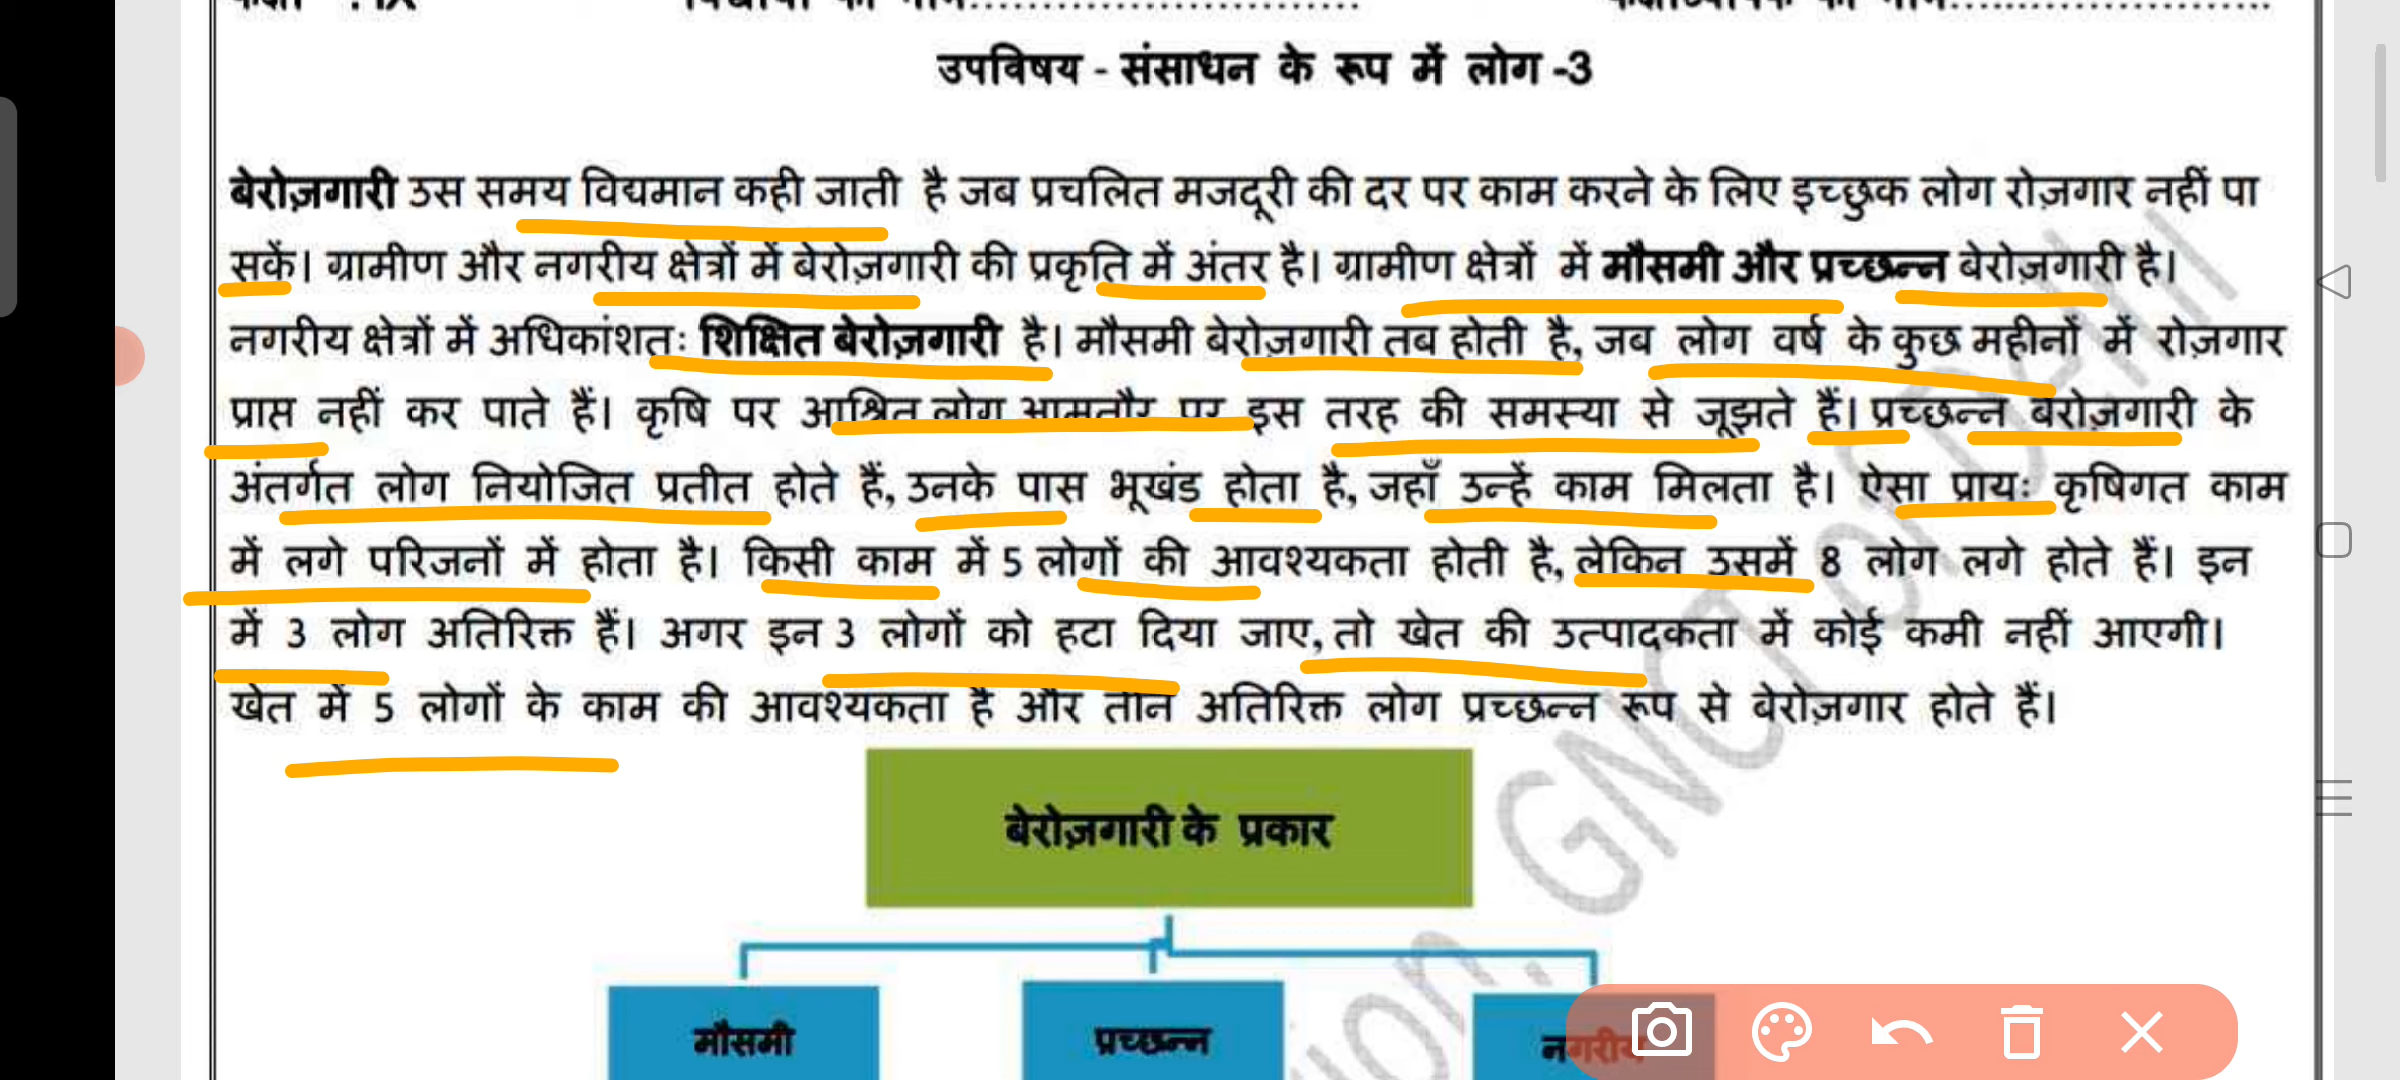 उपविषय - संसाधन के रूप में लोग -3
बेरोज़गारी उस समय विद्यमान कही जाती है जब प्रचलित मजदूरी की दर पर काम करने के लिए इच्छुक लोग रोज़गार नहीं पा
सकें। ग्रामीण और नगरीय क्षेत्रों में बेरोज़गारी की प्रकृति में अंतर है। ग्रामीण क्षेत्रों में मौसमी और प्रच्छन्न बेरोज़गारी है।
नगरीय क्षेत्रों में अधिकांशतः शिक्षित बेरोज़गारी है। मौसमी बेरोज़गारी तब होती है, जब लोग वर्ष के कुछ महीनों में रोज़गार
प्राप्त नहीं कर पाते हैं। कृषि पर आश्रित लोग आमतौर पर इस तरह की समस्या से जूझते हैं। प्रच्छन्न बेरोज़गारी के
अंतर्गत लोग नियोजित प्रतीत होते हैं, उनके पास भूखंड होता है, जहाँ उन्हें काम मिलता है। ऐसा प्रायः कृषिगत काम
में लगे परिजनों में होता है। किसी काम में 5 लोगों की आवश्यकता होती है, लेकिन उसमें 8 लोग लगे होते हैं। इन
में 3 लोग अतिरिक्त हैं। अगर इन 3 लोगों को हटा दिया जाए, तो खेत की उत्पादकता में कोई कमी नहीं आएगी।
खेत में 5 लोगों के काम की आवश्यकता है और तीन अतिरिक्त लोग प्रच्छन्न रूप से बेरोज़गार होते हैं।
बेरोज़गारी के प्रकार
मौसमी प्रच्छन्न नगरीय